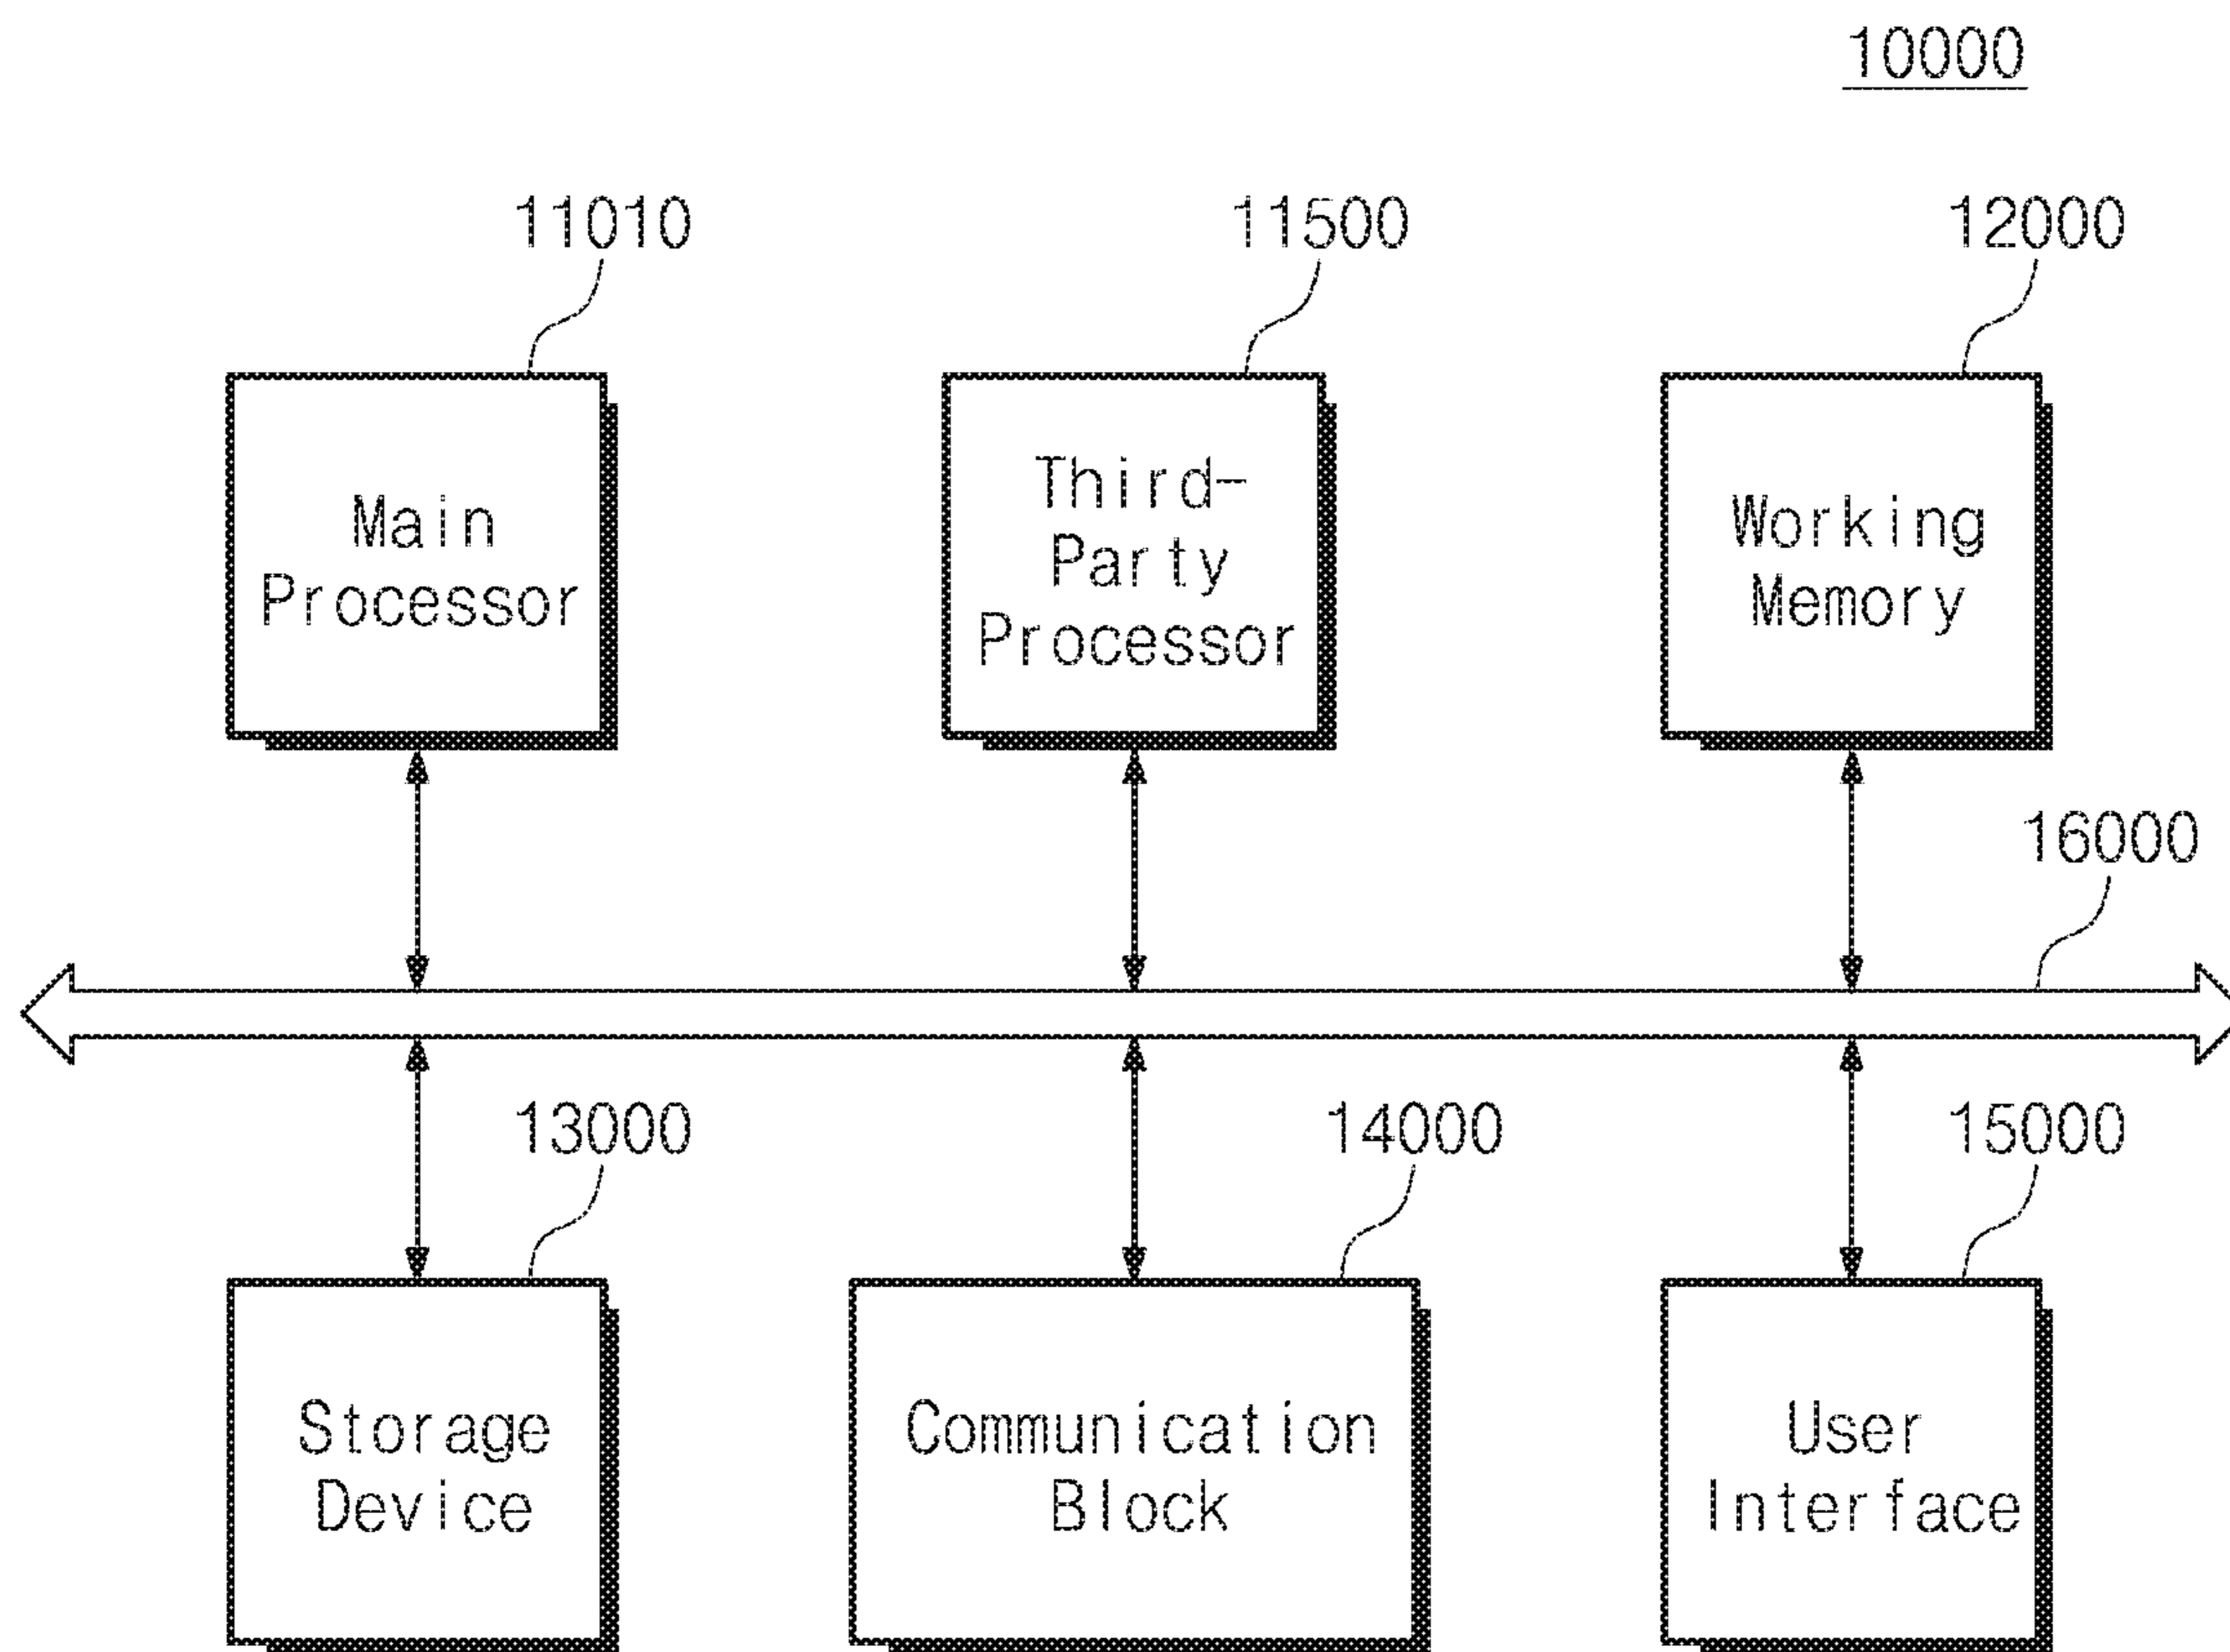 10000
11010
11500
12000
Main
Processor
Third-
Party
Processor
Working
Memory
16000
13000
14000
15000
Storage
Device
Communication
Block
User
Interface